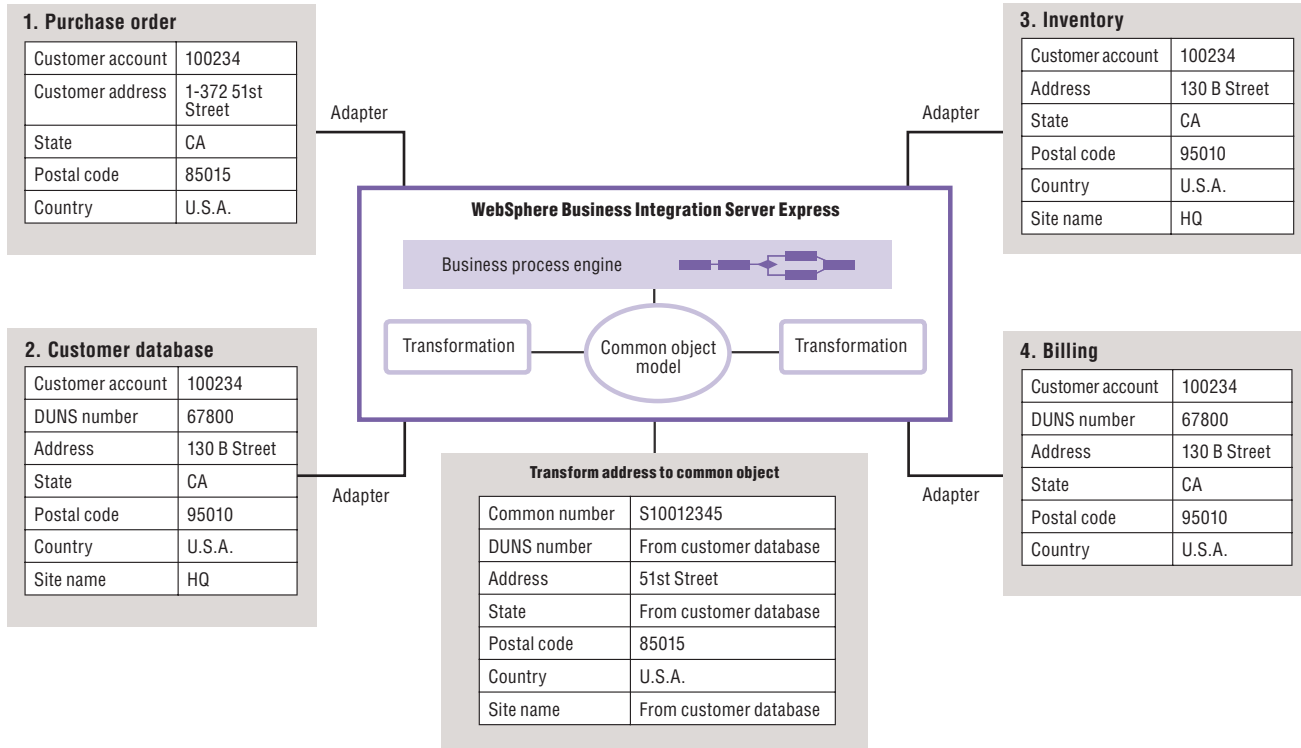 1. Purchase order
Customer account 100234
Customer address 1-372 51st
Street
State CA
Postal code 85015
Country U.S.A.
Adapter
2. Customer database
Customer account 100234
DUNS number 67800
Address 130 B Street
State CA
Postal code 95010
Country U.S.A.
Site name HQ
Adapter
WebSphere Business Integration Server Express
Business process engine
Transformation
Common object
model
Transformation
Transform address to common object
Common number S10012345
DUNS number From customer database
Address 51st Street
State From customer database
Postal code 85015
Country U.S.A.
Site name From customer database
Adapter
3. Inventory
Customer account 100234
Address 130 B Street
State CA
Postal code 95010
Country U.S.A.
Site name HQ
Adapter
4. Billing
Customer account 100234
DUNS number 67800
Address 130 B Street
State CA
Postal code 95010
Country U.S.A.